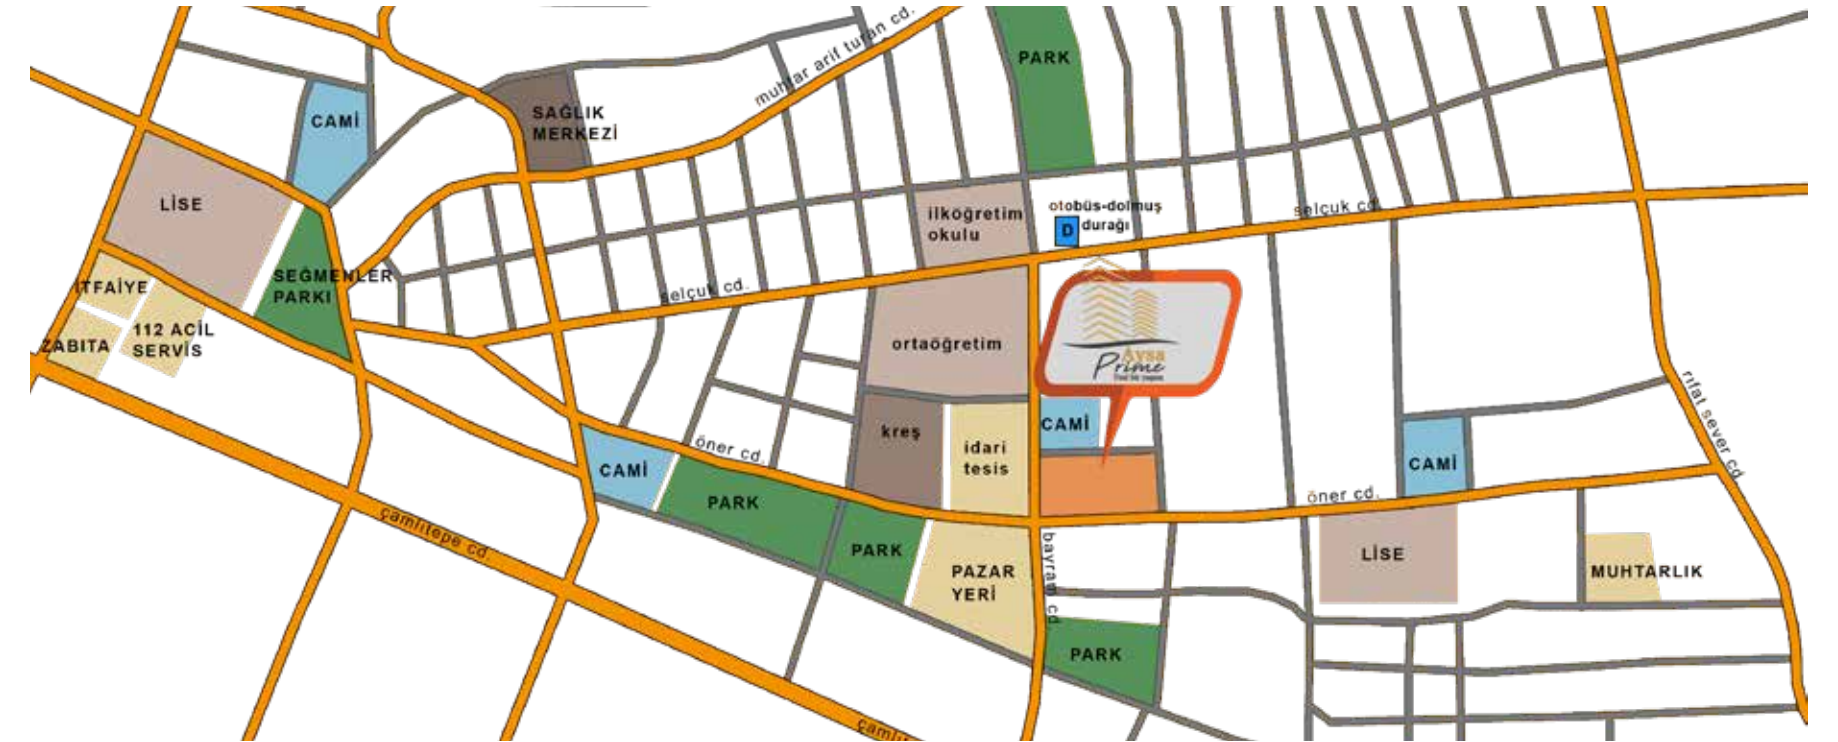 PARK
muhtar arif turan cd.
CAMİ
SAĞLIK
MERKEZİ
LİSE
ilköğretim
okulu
otobüs-dolmuş
D durağı
selçuk cd.
SEĞMENLER
PARKI
İTFAİYE
selçuk cd.
112 ACİL
SERVİS
ZABITA
ortaöğretim
Aysa
Prime
rıfat sever cd.
CAMİ
kreş
idari
tesis
öner cd.
CAMİ
CAMİ
öner cd.
PARK
çamlıtepe cd.
PARK
bayram cd.
LİSE
PAZAR
YERİ
MUHTARLIK
PARK
çamlıt